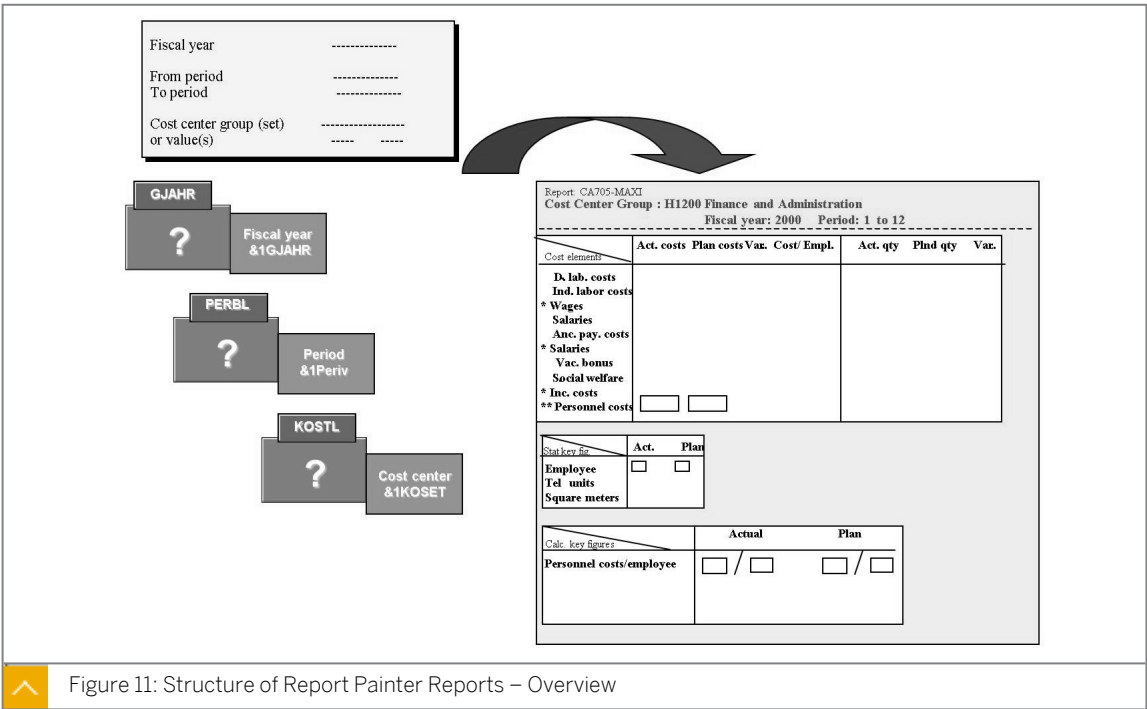 Fiscal year --------------
From period --------------
To period --------------
Cost center group (set) ------------------
or value(s) ----- -----
GJAHR
?
Fiscal year
&1GJAHR
PERBL
?
Period
&1Periv
KOSTL
?
Cost center
&1KOSET
Report: CA705-MAXI
Cost Center Group : H1200 Finance and Administration
Fiscal year: 2000 Period: 1 to 12
Act. costs Plan costs Var. Cost/ Empl. Act. qty Plnd qty Var.
Cost elements
D. lab. costs
Ind. labor costs
* Wages
Salaries
Anc. pay. costs
* Salaries
Vac. bonus
Social welfare
* Inc. costs
** Personnel costs
Act. Plan
Stat key fig.
Employee
Tel units
Square meters
Actual Plan
Calc. key figures
Personnel costs/employee / /
Figure 11: Structure of Report Painter Reports – Overview